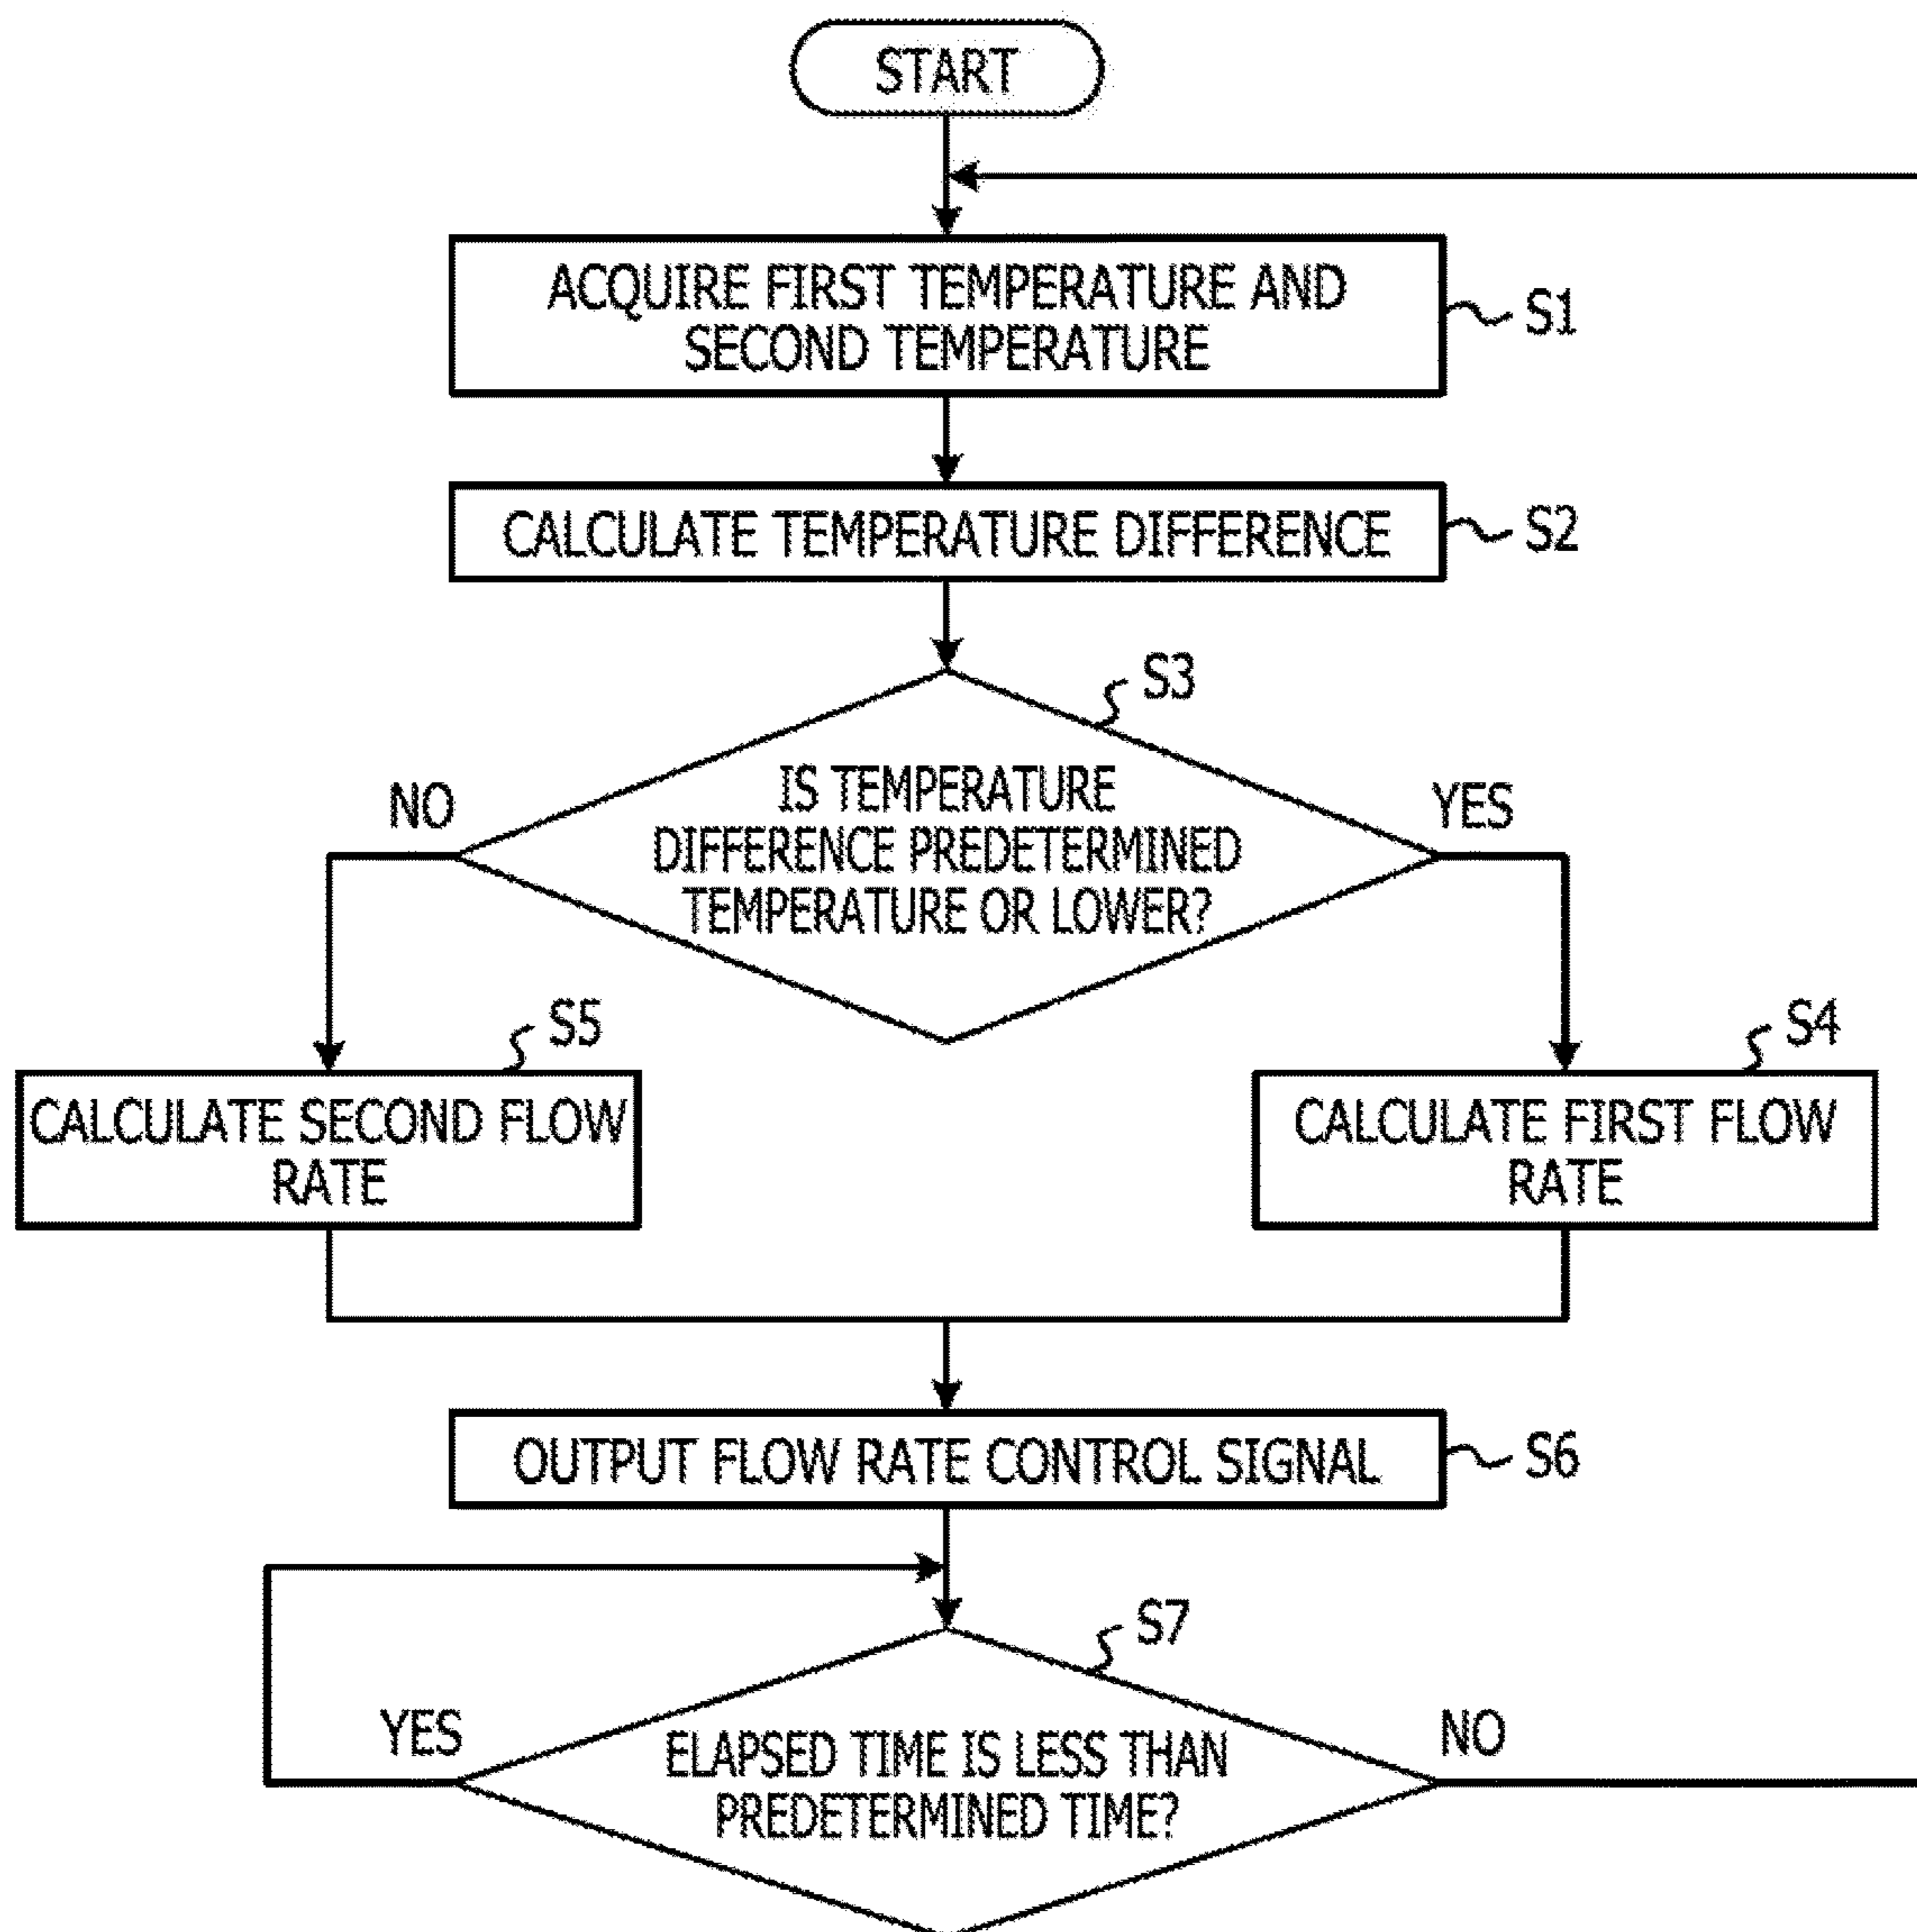 START
ACQUIRE FIRST TEMPERATURE AND
SECOND TEMPERATURE
S1
CALCULATE TEMPERATURE DIFFERENCE
S2
S3
NO
YES
IS TEMPERATURE
DIFFERENCE PREDETERMINED
TEMPERATURE OR LOWER?
S5
S4
CALCULATE SECOND FLOW
RATE
CALCULATE FIRST FLOW
RATE
OUTPUT FLOW RATE CONTROL SIGNAL
S6
S7
YES
NO
ELAPSED TIME IS LESS THAN
PREDETERMINED TIME?